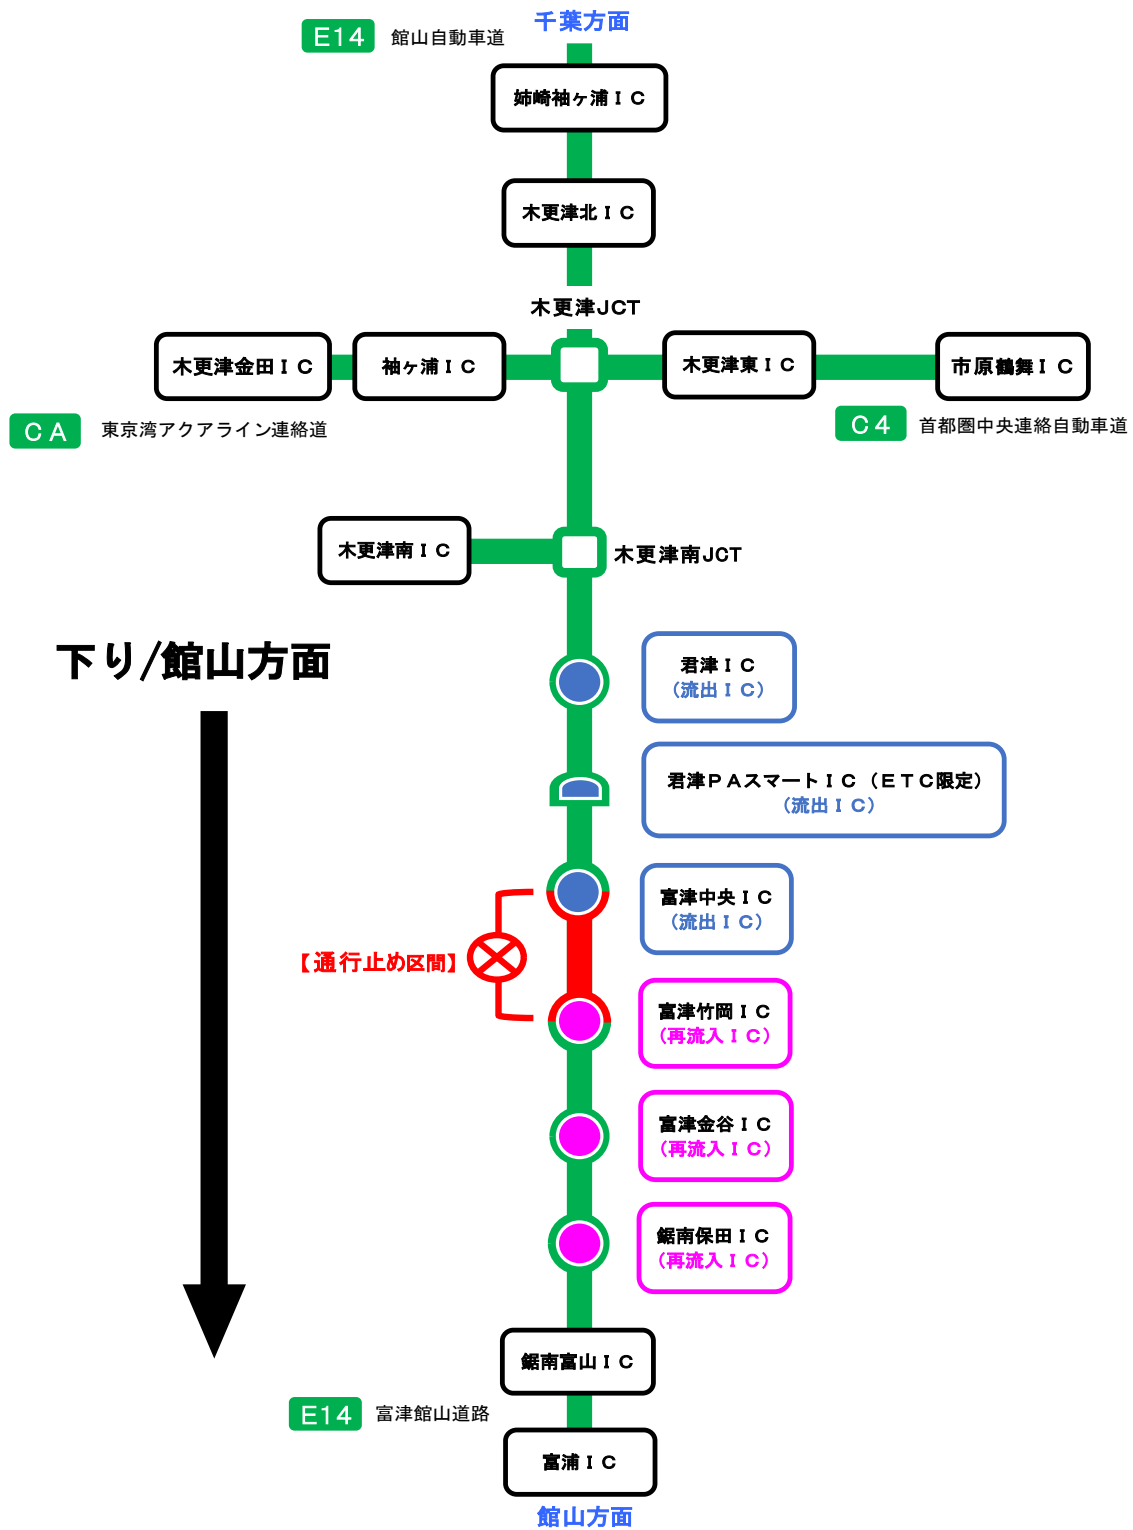 千葉方面
E14 館山自動車道
姉崎袖ヶ浦ＩＣ
木更津北ＩＣ
木更津JCT
木更津金田ＩＣ
袖ヶ浦ＩＣ
木更津東ＩＣ
市原鶴舞ＩＣ
ＣＡ 東京湾アクアライン連絡道
Ｃ４ 首都圏中央連絡自動車道
木更津南ＩＣ
木更津南JCT
下り/館山方面
君津ＩＣ
（流出ＩＣ）
君津ＰＡスマートＩＣ（ＥＴＣ限定）
（流出ＩＣ）
富津中央ＩＣ
（流出ＩＣ）
【通行止め区間】
富津竹岡ＩＣ
（再流入ＩＣ）
富津金谷ＩＣ
（再流入ＩＣ）
鋸南保田ＩＣ
（再流入ＩＣ）
鋸南富山ＩＣ
E14 富津館山道路
富浦ＩＣ
館山方面